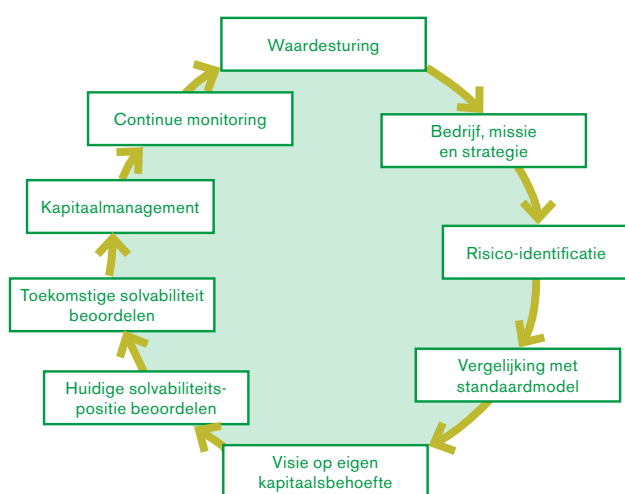 Waardesturing
Bedrijf, missie
en strategie
Risico-identificatie
Vergelijking met
standaardmodel
Visie op eigen
kapitaalsbehoefte
Huidige solvabiliteits-
positie beoordelen
Toekomstige solvabiliteit
beoordelen
Kapitaalmanagement
Continue monitoring